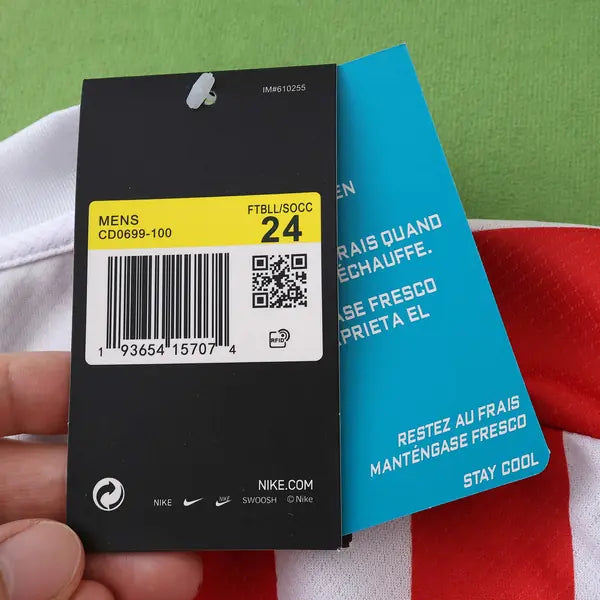 IM#610255
MENS
CD0699-100
FTBLL/SOCC
24
1 93654 15707 4
RFID
NIKE.COM
NIKE NIKE SWOOSH © Nike
EN
RAIS QUAND
ÉCHAUFFE.
ASE FRESCO
PRIETA EL
RESTEZ AU FRAIS
MANTÉNGASE FRESCO
STAY COOL